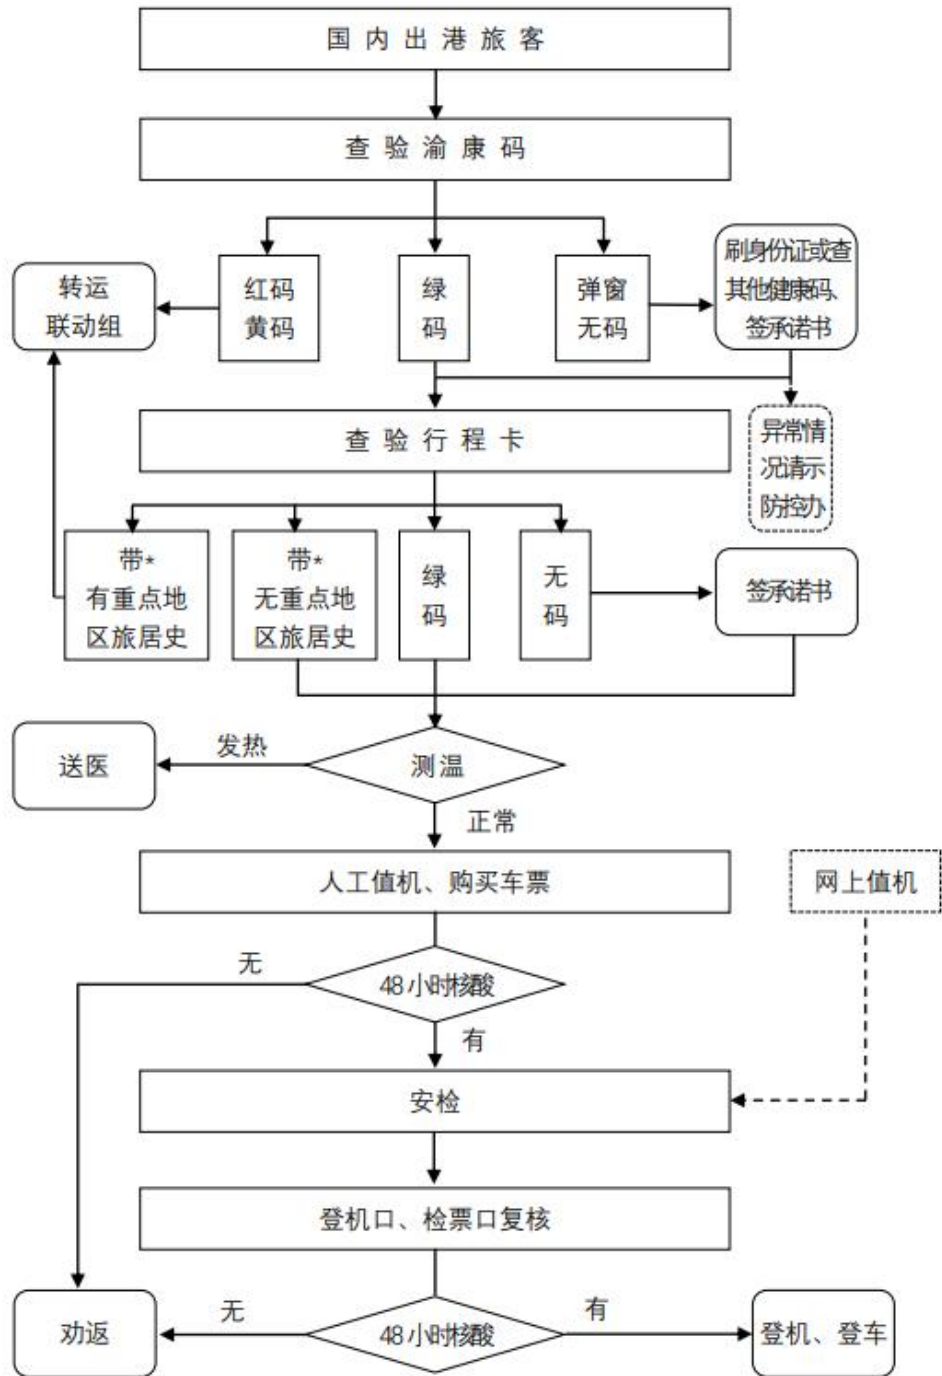 国内出港旅客
查验渝康码
红码
黄码
绿
码
弹窗
无码
刷身份证或查
其他健康码、
签承诺书
转运
联动组
查验行程卡
异常情
况请示
防控办
带*
有重点地
区旅居史
带*
无重点地
区旅居史
绿
码
无
码
签承诺书
发热
送医
测温
正常
人工值机、购买车票
网上值机
无
48小时核酸
有
安检
登机口、检票口复核
劝返
无
48小时核酸
有
登机、登车